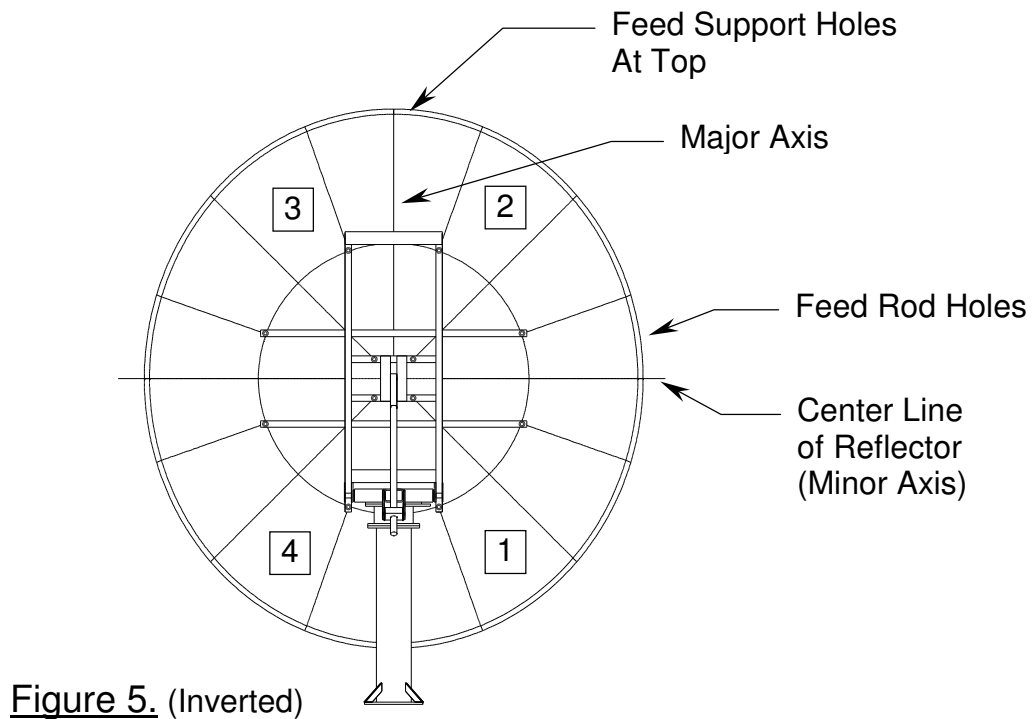 Feed Support Holes
At Top
Major Axis
3
2
Feed Rod Holes
Center Line
of Reflector
(Minor Axis)
4
1
Figure 5. (Inverted)